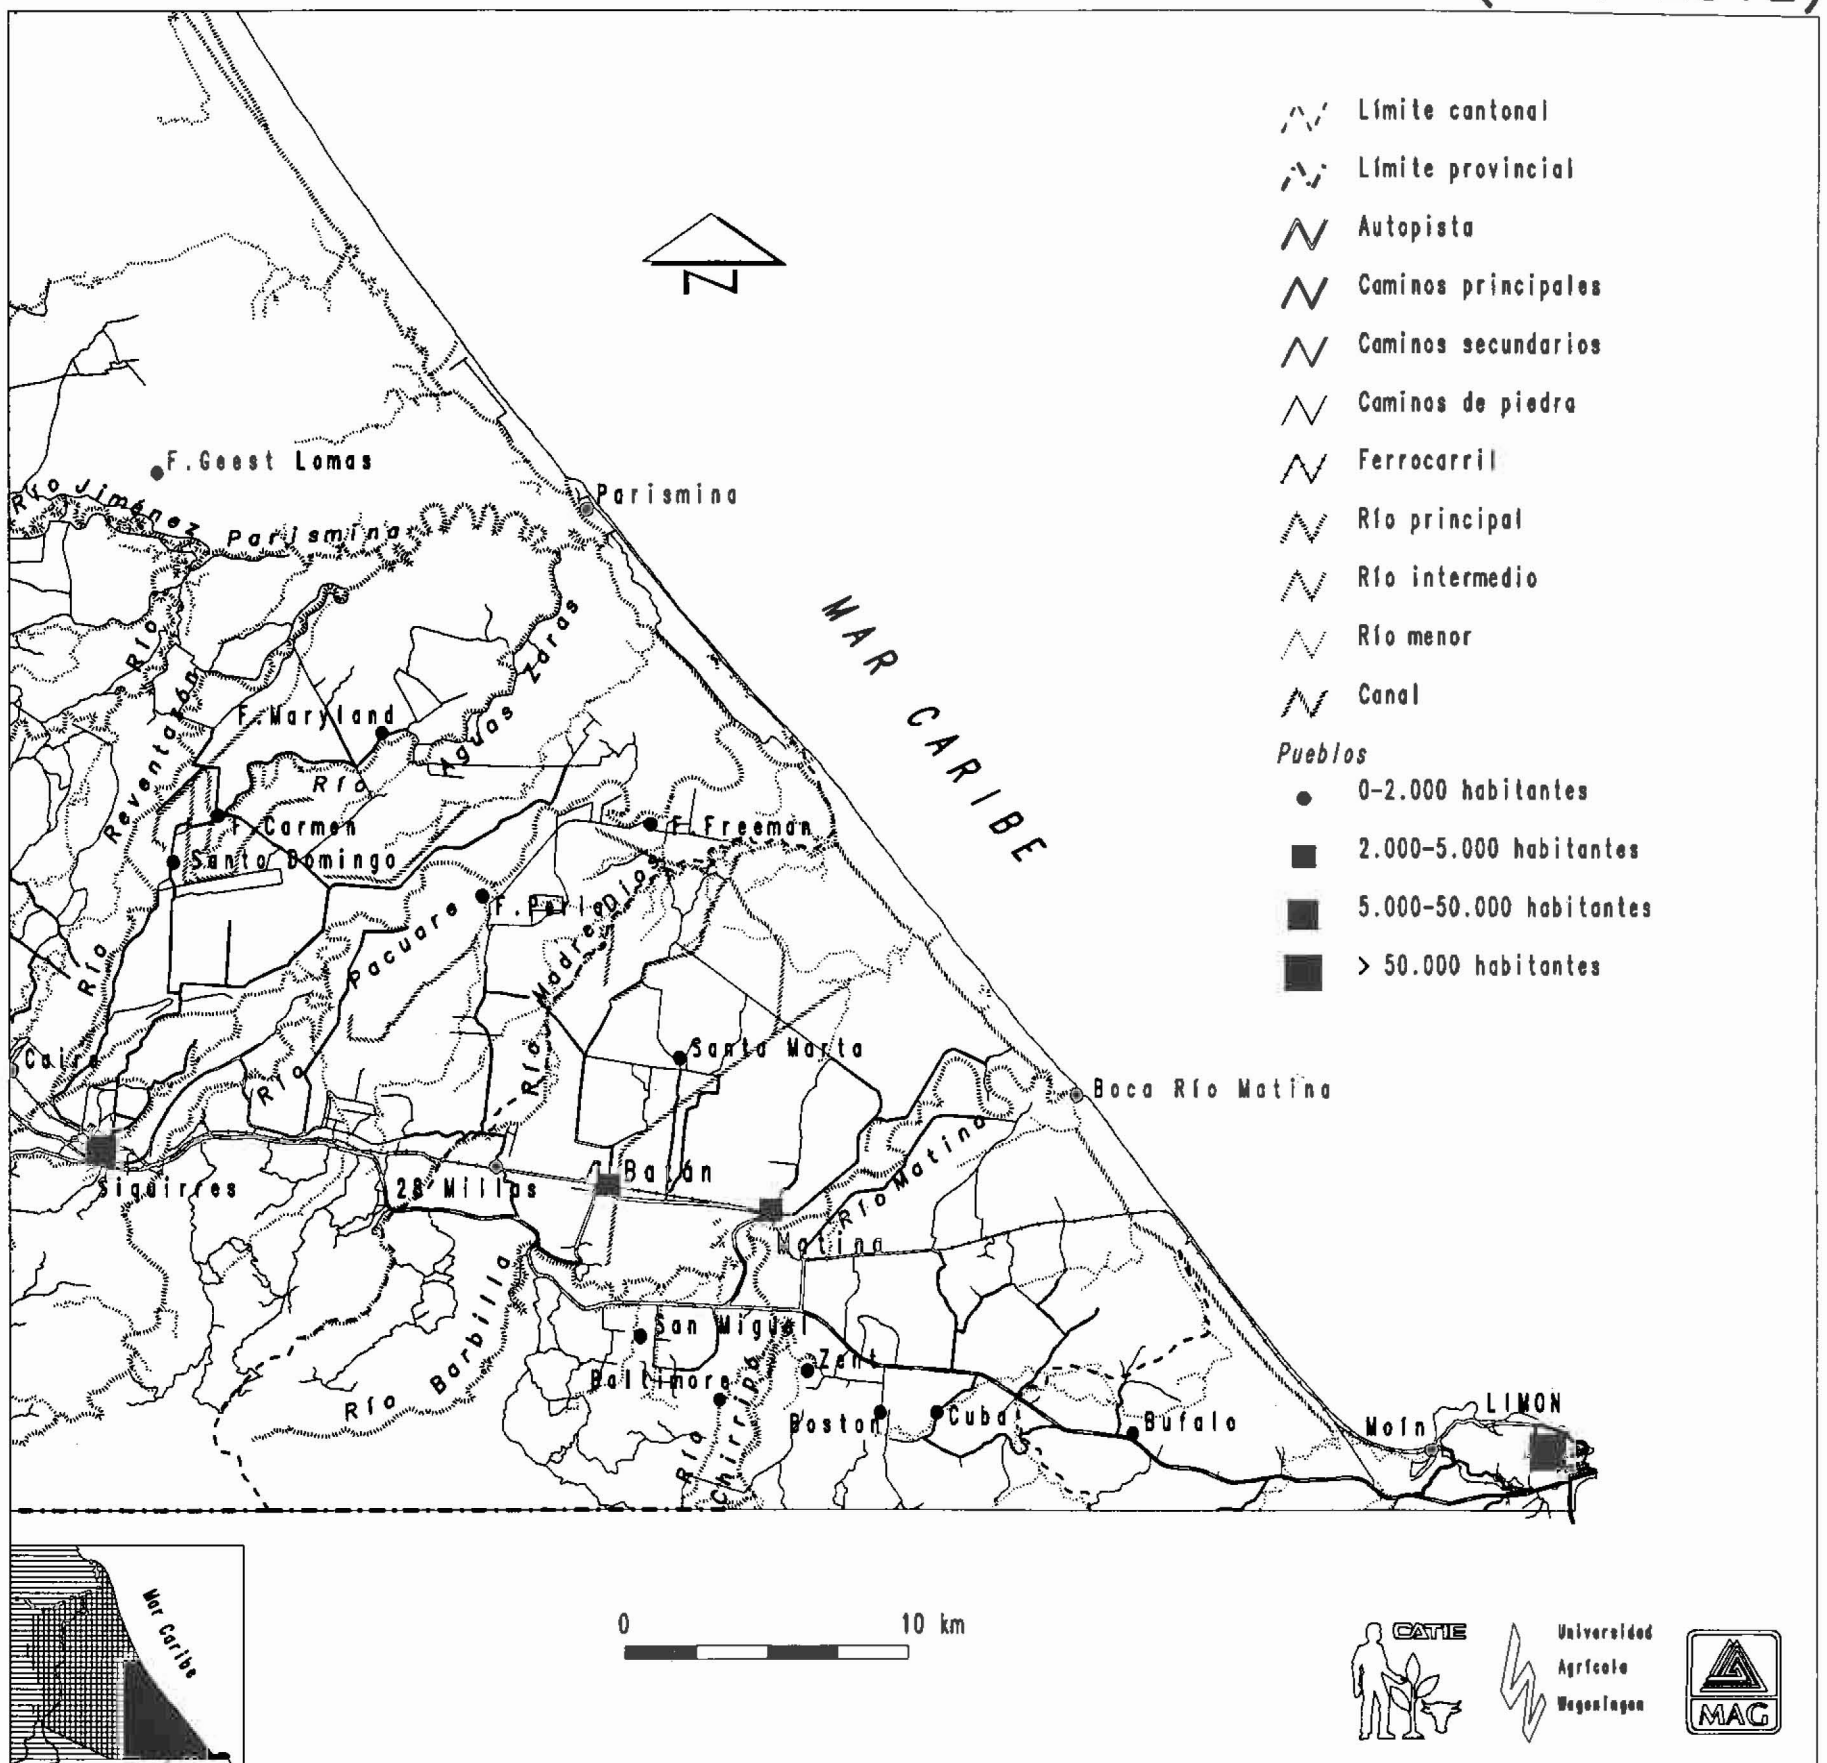 Límite cantonal
Límite provincial
Autopista
Caminos principales
Caminos secundarios
Caminos de piedra
Ferrocarril
Río principal
Río intermedio
Río menor
Canal
Pueblos
0-2.000 habitantes
2.000-5.000 habitantes
5.000-50.000 habitantes
> 50.000 habitantes
N
F.Geest Lomas
Río Jiménez
Parismina
Parismina
MAR CARIBE
Río Reventazón
F.Maryland
Río Aguas Zaras
F.Carmen
Santo Domingo
F.Freeman
F.Perla
Río Pacuare
Río Madre Dios
Río
Cairo
Santa Marta
Boca Río Matina
Río Matina
Siquirres
28 Millas
Batán
Matina
Río Barbilla
San Miguel
Zent
Baltimore
Río Chirripó
Boston
Cuba
Bufalo
Moín
LIMON
Mar Caribe
0 10 km
CATIE
Universidad
Agrícola
Wageningen
MAG